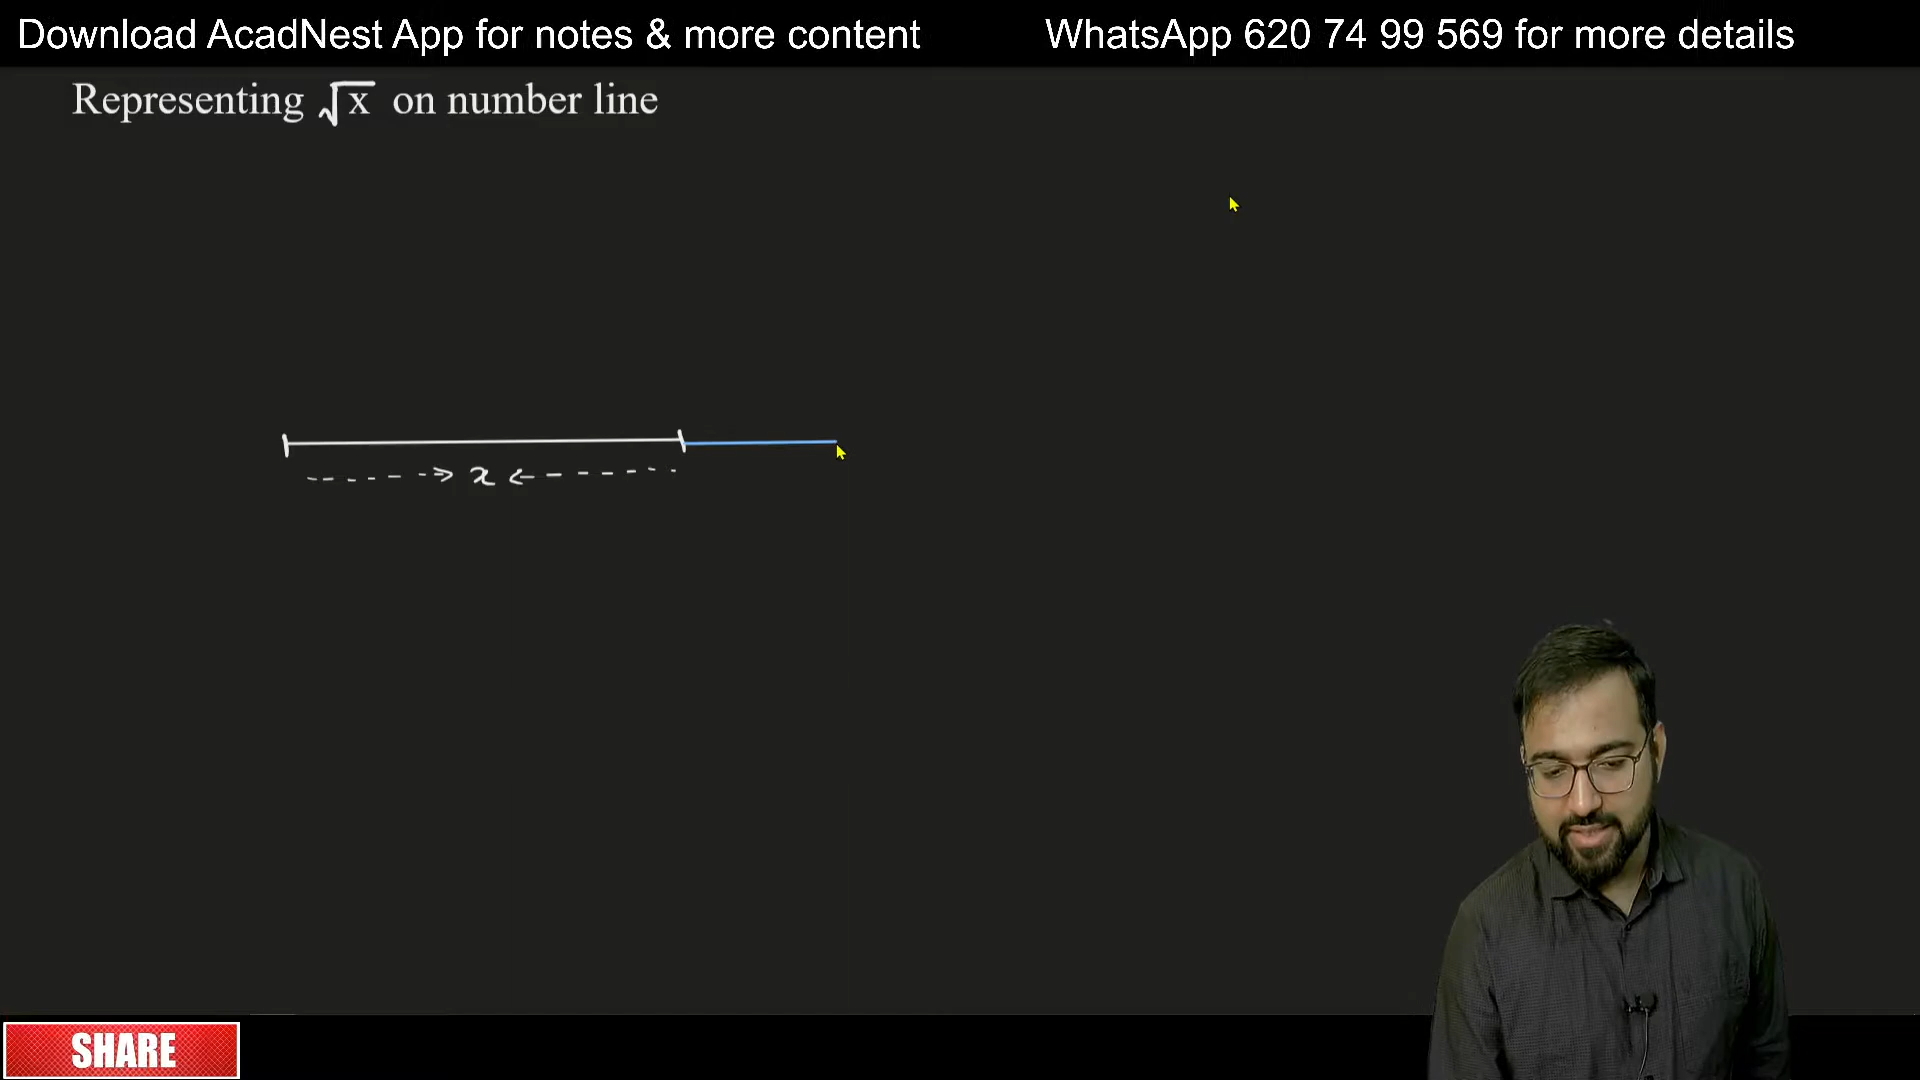 Download AcadNest App for notes & more content WhatsApp 620 74 99 569 for more details
Representing √x on number line
x
SHARE